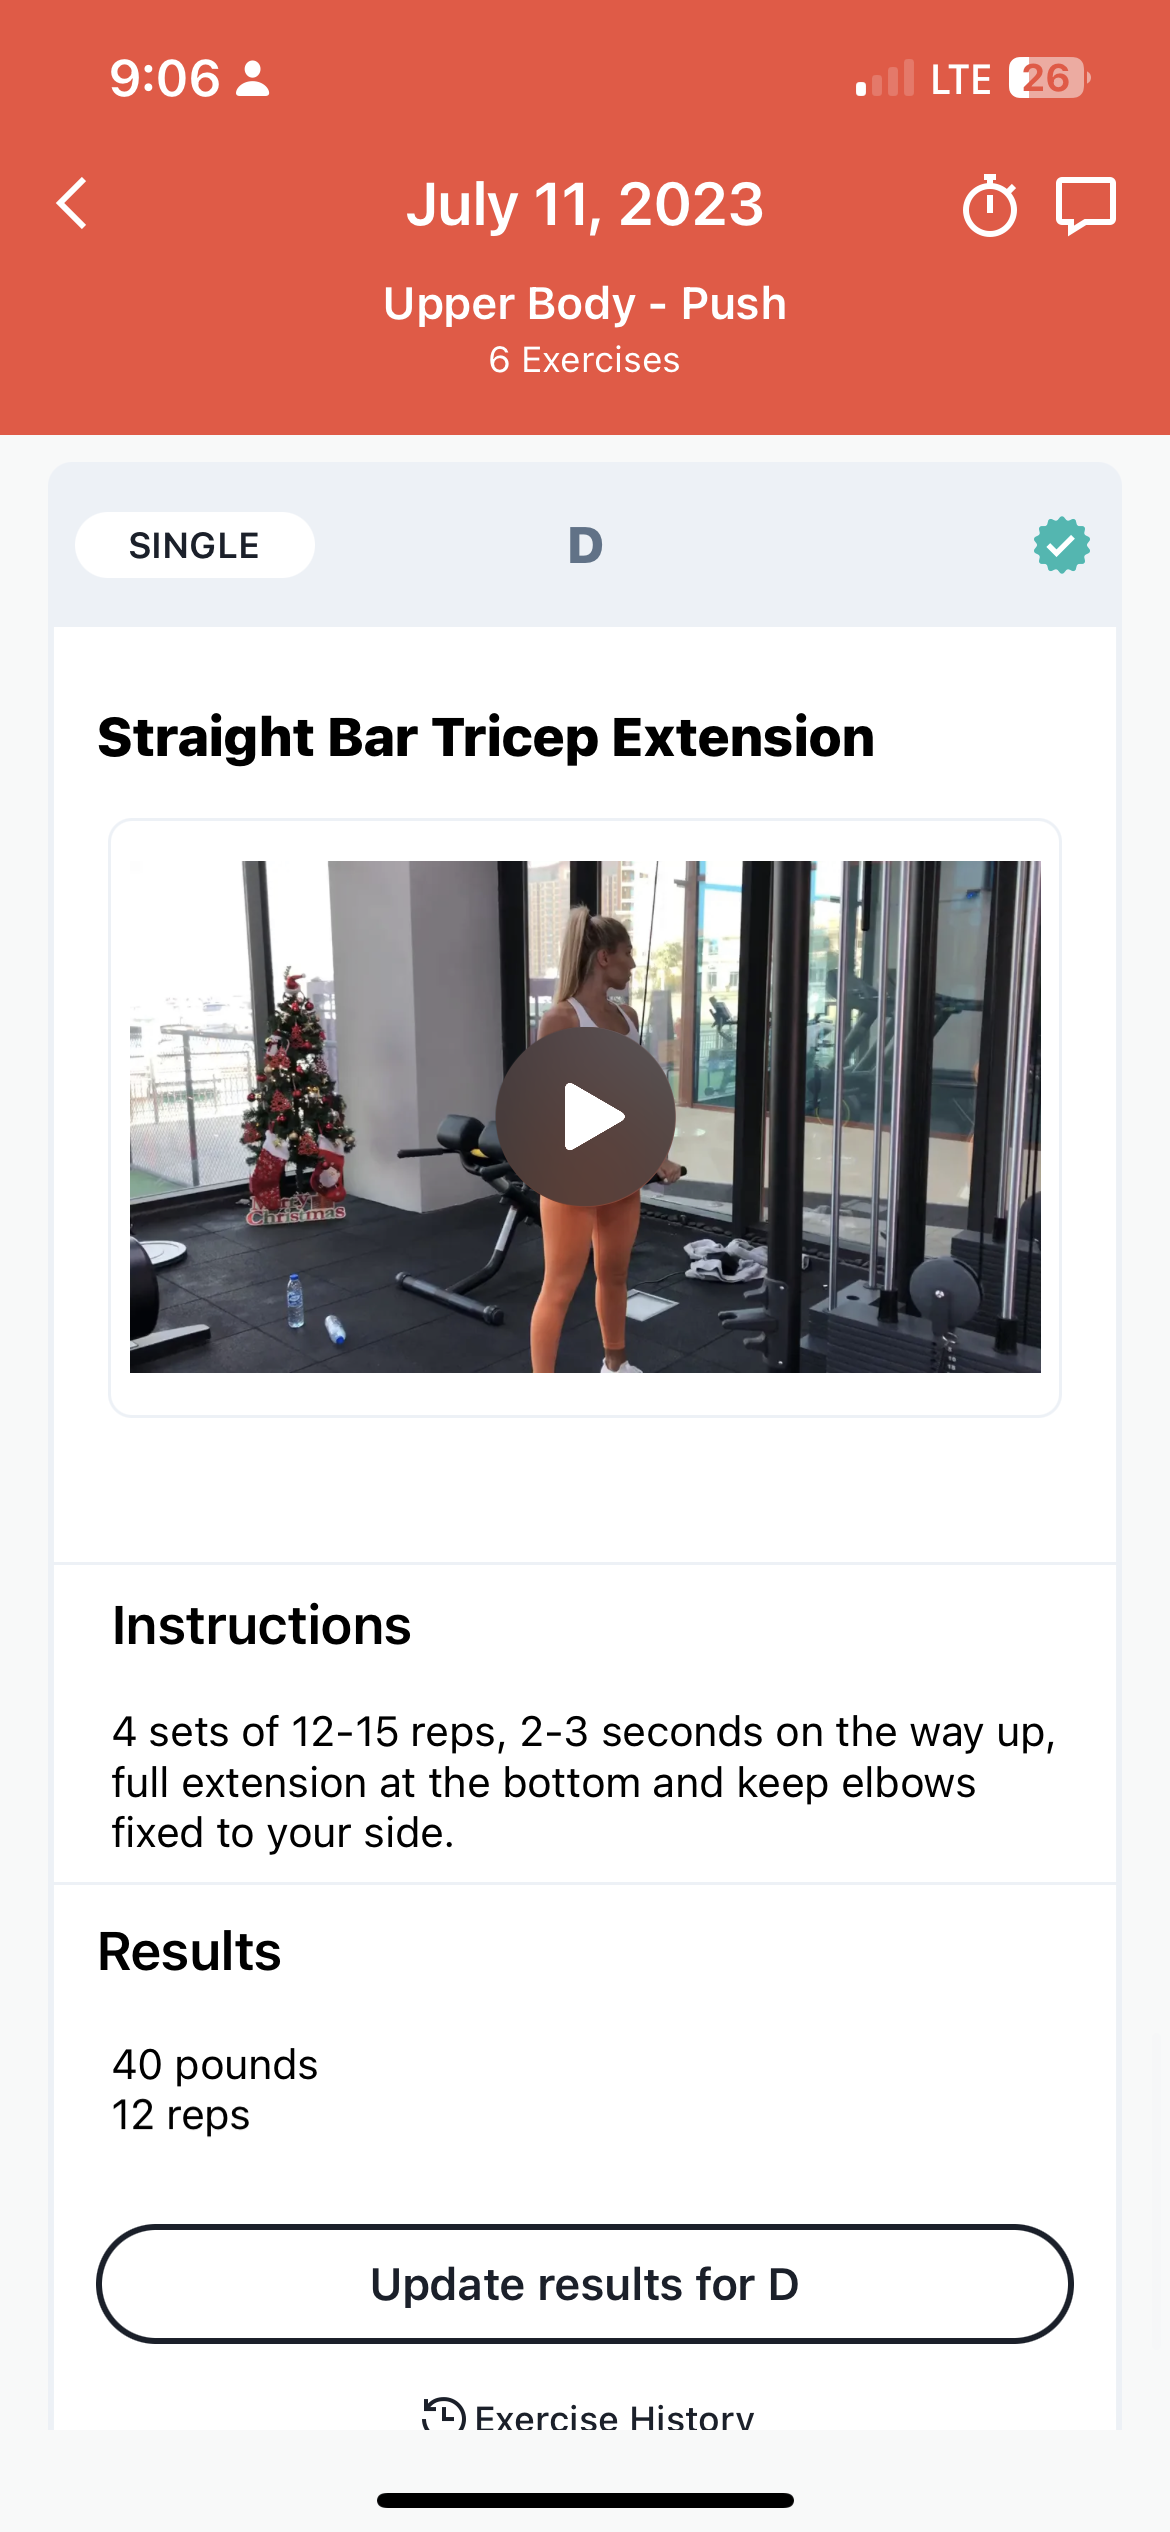 9:06
LTE 26
July 11, 2023
Upper Body - Push
6 Exercises
SINGLE
D
Straight Bar Tricep Extension
Merry
Christmas
Instructions
4 sets of 12-15 reps, 2-3 seconds on the way up,
full extension at the bottom and keep elbows
fixed to your side.
Results
40 pounds
12 reps
Update results for D
Exercise History